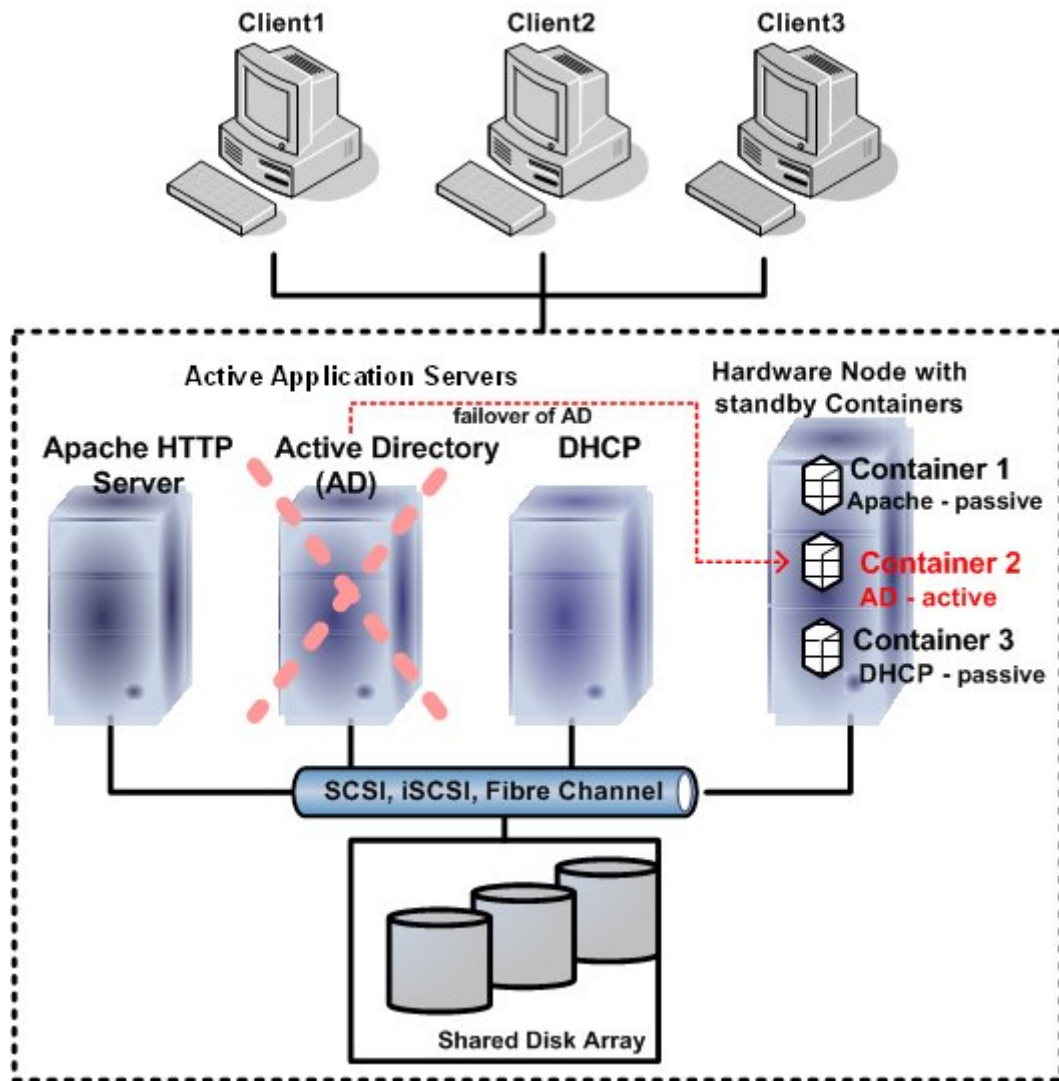 Client1
Client2
Client3
Active Application Servers
Hardware Node with
standby Containers
failover of AD
Apache HTTP
Server
Active Directory
(AD)
DHCP
Container 1
Apache - passive
Container 2
AD - active
Container 3
DHCP - passive
SCSI, iSCSI, Fibre Channel
Shared Disk Array